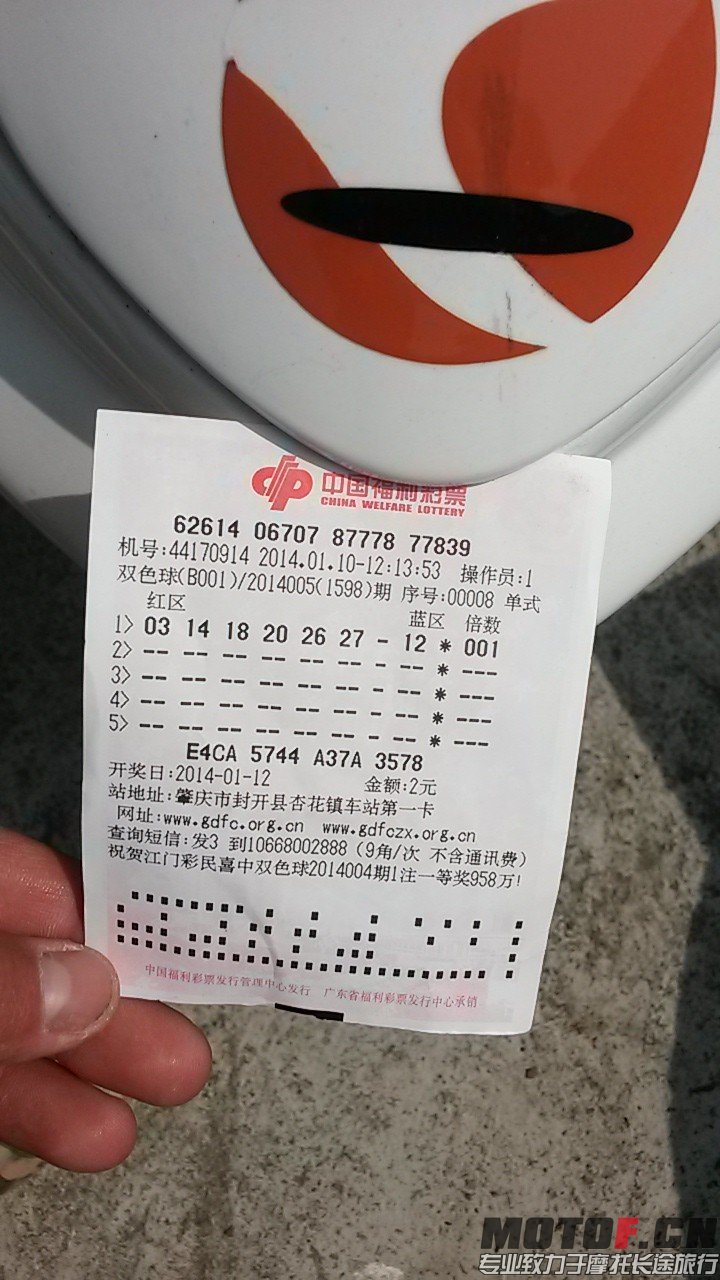 中国福利彩票
CHINA WELFARE LOTTERY
62614 06707 87778 77839
机号:44170914 2014.01.10-12:13:53 操作员:1
双色球(B001)/2014005(1598)期 序号:00008 单式
红区 蓝区 倍数
1> 03 14 18 20 26 27 - 12 * 001
2> -- -- -- -- -- -- - -- * ---
3> -- -- -- -- -- -- - -- * ---
4> -- -- -- -- -- -- - -- * ---
5> -- -- -- -- -- -- - -- * ---
E4CA 5744 A37A 3578
开奖日:2014-01-12 金额:2元
站地址:肇庆市封开县杏花镇车站第一卡
网址:www.gdfc.org.cn www.gdfczx.org.cn
查询短信:发3 到10668002888 (9角/次 不含通讯费)
祝贺江门彩民喜中双色球2014004期1注一等奖958万!
中国福利彩票发行管理中心发行 广东省福利彩票发行中心承销
MOTOF.CN
专业致力于摩托长途旅行